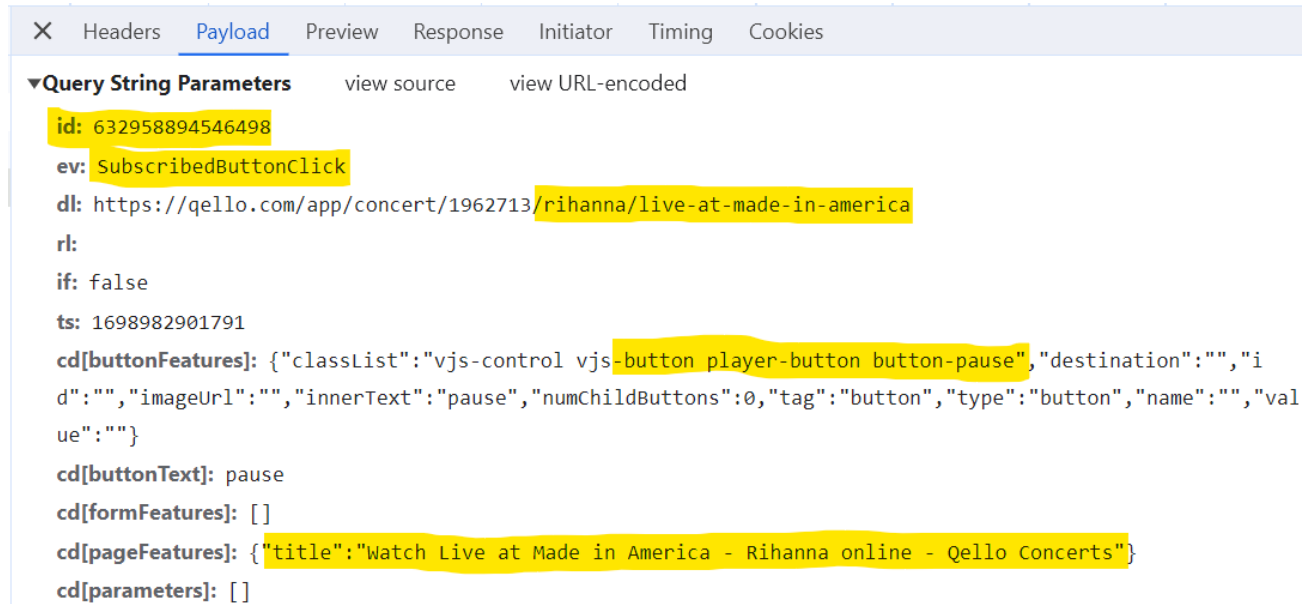 × Headers Payload Preview Response Initiator Timing Cookies
▼Query String Parameters view source view URL-encoded
id: 632958894546498
ev: SubscribedButtonClick
dl: https://qello.com/app/concert/1962713/rihanna/live-at-made-in-america
rl:
if: false
ts: 1698982901791
cd[buttonFeatures]: {"classList":"vjs-control vjs-button player-button button-pause","destination":"","i
d":"","imageUrl":"","innerText":"pause","numChildButtons":0,"tag":"button","type":"button","name":"","val
ue":""}
cd[buttonText]: pause
cd[formFeatures]: []
cd[pageFeatures]: {"title":"Watch Live at Made in America - Rihanna online - Qello Concerts"}
cd[parameters]: []